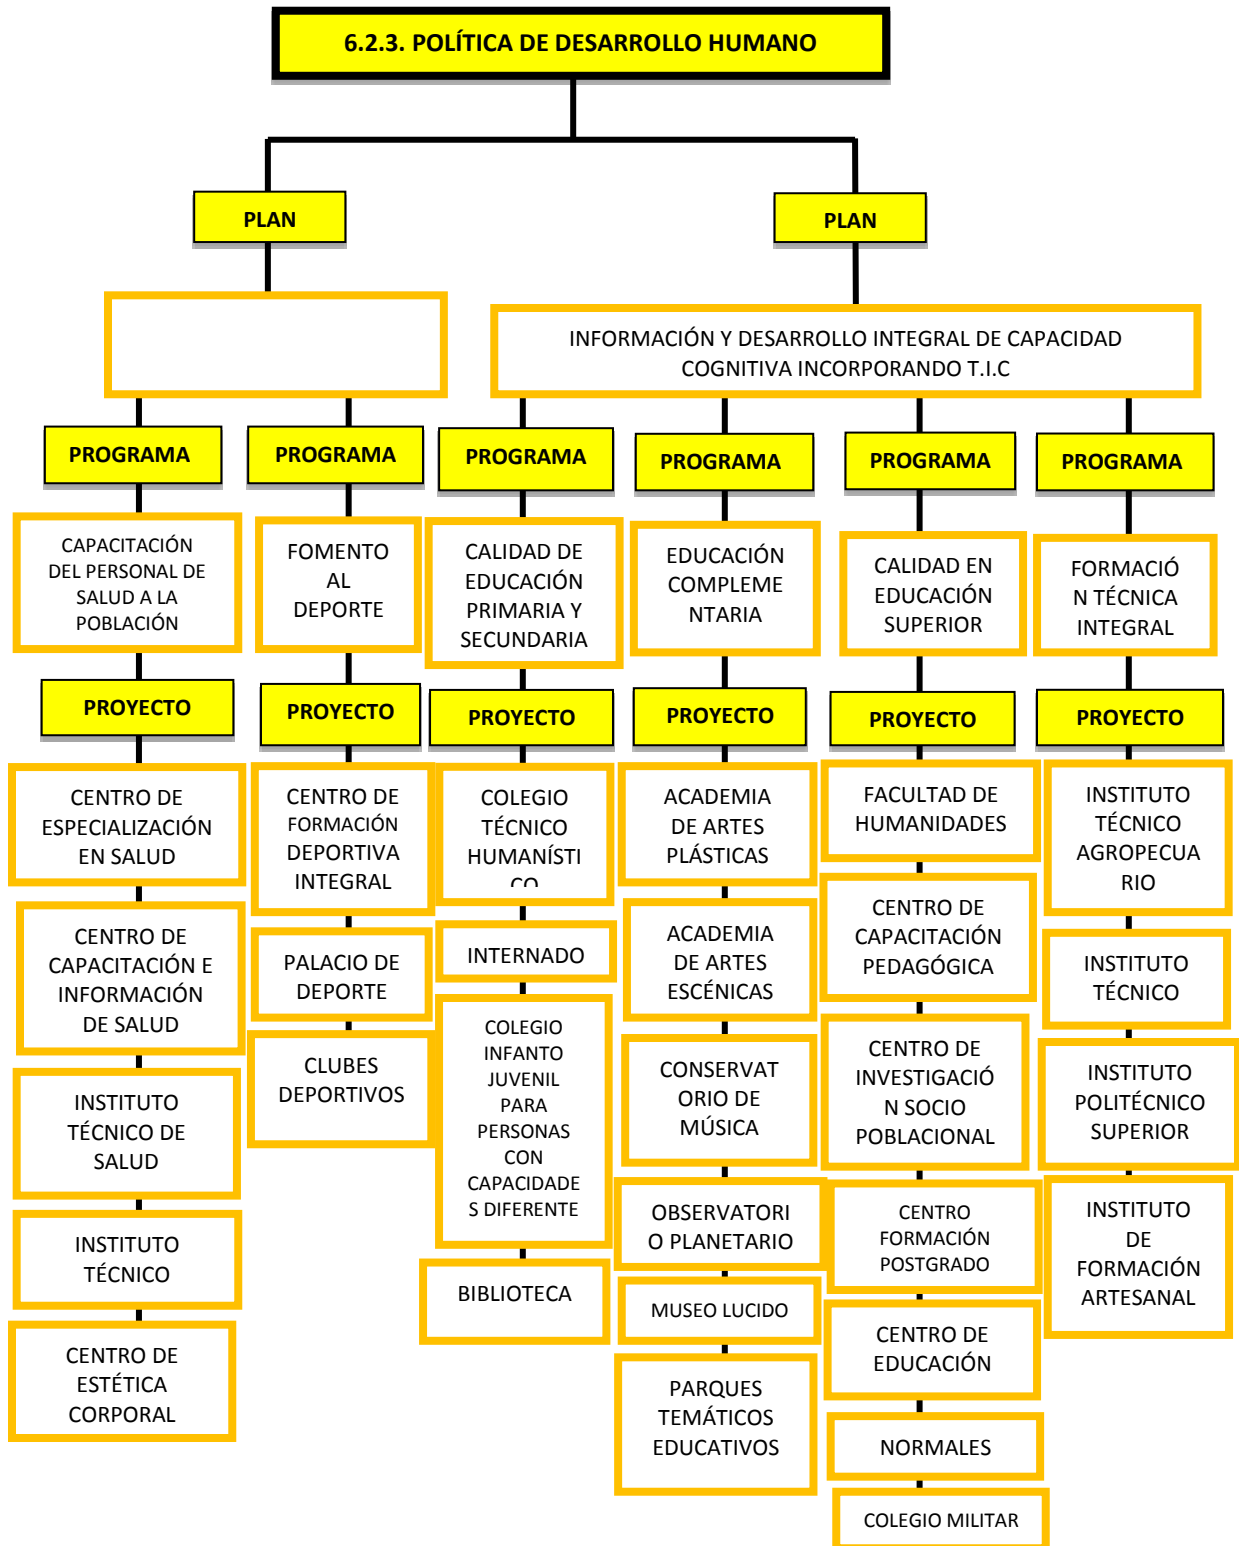 6.2.3. POLÍTICA DE DESARROLLO HUMANO
PLAN
PLAN
INFORMACIÓN Y DESARROLLO INTEGRAL DE CAPACIDAD
COGNITIVA INCORPORANDO T.I.C
PROGRAMA
CAPACITACIÓN
DEL PERSONAL DE
SALUD A LA
POBLACIÓN
PROYECTO
CENTRO DE
ESPECIALIZACIÓN
EN SALUD
CENTRO DE
CAPACITACIÓN E
INFORMACIÓN
DE SALUD
INSTITUTO
TÉCNICO DE
SALUD
INSTITUTO
TÉCNICO
CENTRO DE
ESTÉTICA
CORPORAL
PROGRAMA
FOMENTO
AL
DEPORTE
PROYECTO
CENTRO DE
FORMACIÓN
DEPORTIVA
INTEGRAL
PALACIO DE
DEPORTE
CLUBES
DEPORTIVOS
PROGRAMA
CALIDAD DE
EDUCACIÓN
PRIMARIA Y
SECUNDARIA
PROYECTO
COLEGIO
TÉCNICO
HUMANÍSTI
CO
INTERNADO
COLEGIO
INFANTO
JUVENIL
PARA
PERSONAS
CON
CAPACIDADE
S DIFERENTE
BIBLIOTECA
PROGRAMA
EDUCACIÓN
COMPLEME
NTARIA
PROYECTO
ACADEMIA
DE ARTES
PLÁSTICAS
ACADEMIA
DE ARTES
ESCÉNICAS
CONSERVAT
ORIO DE
MÚSICA
OBSERVATORI
O PLANETARIO
MUSEO LUCIDO
PARQUES
TEMÁTICOS
EDUCATIVOS
PROGRAMA
CALIDAD EN
EDUCACIÓN
SUPERIOR
PROYECTO
FACULTAD DE
HUMANIDADES
CENTRO DE
CAPACITACIÓN
PEDAGÓGICA
CENTRO DE
INVESTIGACIÓ
N SOCIO
POBLACIONAL
CENTRO
FORMACIÓN
POSTGRADO
CENTRO DE
EDUCACIÓN
NORMALES
COLEGIO MILITAR
PROGRAMA
FORMACIÓ
N TÉCNICA
INTEGRAL
PROYECTO
INSTITUTO
TÉCNICO
AGROPECUA
RIO
INSTITUTO
TÉCNICO
INSTITUTO
POLITÉCNICO
SUPERIOR
INSTITUTO
DE
FORMACIÓN
ARTESANAL